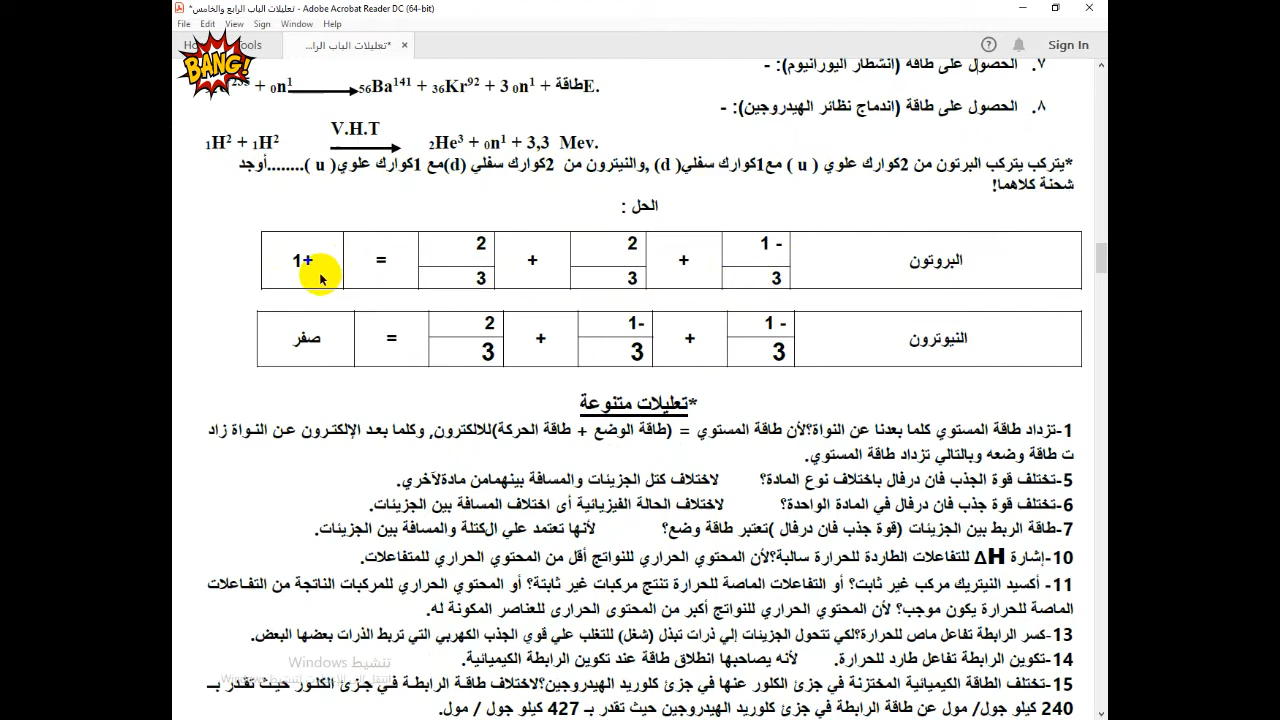 تعليلات الباب الرابع والخامس* - Adobe Acrobat Reader DC (64-bit)
File Edit View Sign Window Help
Tools تعليلات الباب الرا...* × Sign In
BANG!
٧. الحصول على طاقة (انشطار اليورانيوم): -
+ ₀n¹ ⟶ ₅₆Ba¹⁴¹ + ₃₆Kr⁹² + 3 ₀n¹ + طاقةE.
٨. الحصول على طاقة (اندماج نظائر الهيدروجين): -
V.H.T
₁H² + ₁H² ⟶ ₂He³ + ₀n¹ + 3,3 Mev.
*يتركب يتركب البرتون من 2كوارك علوي ( u ) مع1كوارك سفلي( d) ,والنيترون من 2كوارك سفلي (d)مع 1كوارك علوي( u )........أوجد
شحنة كلاهما!
الحل :
البروتون - 1/3 + 2/3 + 2/3 = +1
النيوترون - 1/3 + -1/3 + 2/3 = صفر
*تعليلات متنوعة
1-تزداد طاقة المستوي كلما بعدنا عن النواة؟لأن طاقة المستوي = (طاقة الوضع + طاقة الحركة)للالكترون, وكلما بعد الإلكترون عن النواة زاد
ت طاقة وضعه وبالتالي تزداد طاقة المستوي.
5-تختلف قوة الجذب فان درفال باختلاف نوع المادة؟ لاختلاف كتل الجزيئات والمسافة بينهمامن مادةلآخري.
6-تختلف قوة جذب فان درفال في المادة الواحدة؟ لاختلاف الحالة الفيزيائية أى اختلاف المسافة بين الجزيئات.
7-طاقة الربط بين الجزيئات (قوة جذب فان درفال )تعتبر طاقة وضع؟ لأنها تعتمد علي الكتلة والمسافة بين الجزيئات.
10-إشارة ΔH للتفاعلات الطاردة للحرارة سالبة؟لأن المحتوي الحراري للنواتج أقل من المحتوي الحراري للمتفاعلات.
11- أكسيد النيتريك مركب غير ثابت؟ أو التفاعلات الماصة للحرارة تنتج مركبات غير ثابتة؟ أو المحتوي الحراري للمركبات الناتجة من التفاعلات
الماصة للحرارة يكون موجب؟ لأن المحتوي الحراري للنواتج أكبر من المحتوى الحرارى للعناصر المكونة له.
13-كسر الرابطة تفاعل ماص للحرارة؟لكي تتحول الجزيئات إلي ذرات تبذل (شغل) للتغلب علي قوي الجذب الكهربي التي تربط الذرات بعضها البعض.
14-تكوين الرابطة تفاعل طارد للحرارة. لأنه يصاحبها انطلاق طاقة عند تكوين الرابطة الكيميائية.
تنشيط Windows
15-تختلف الطاقة الكيميائية المختزنة في جزئ الكلور عنها في جزئ كلوريد الهيدروجين؟لاختلاف طاقة الرابطة في جزئ الكلور حيث تقدر بـ
240 كيلو جول/ مول عن طاقة الرابطة في جزئ كلوريد الهيدروجين حيث تقدر بـ 427 كيلو جول / مول.